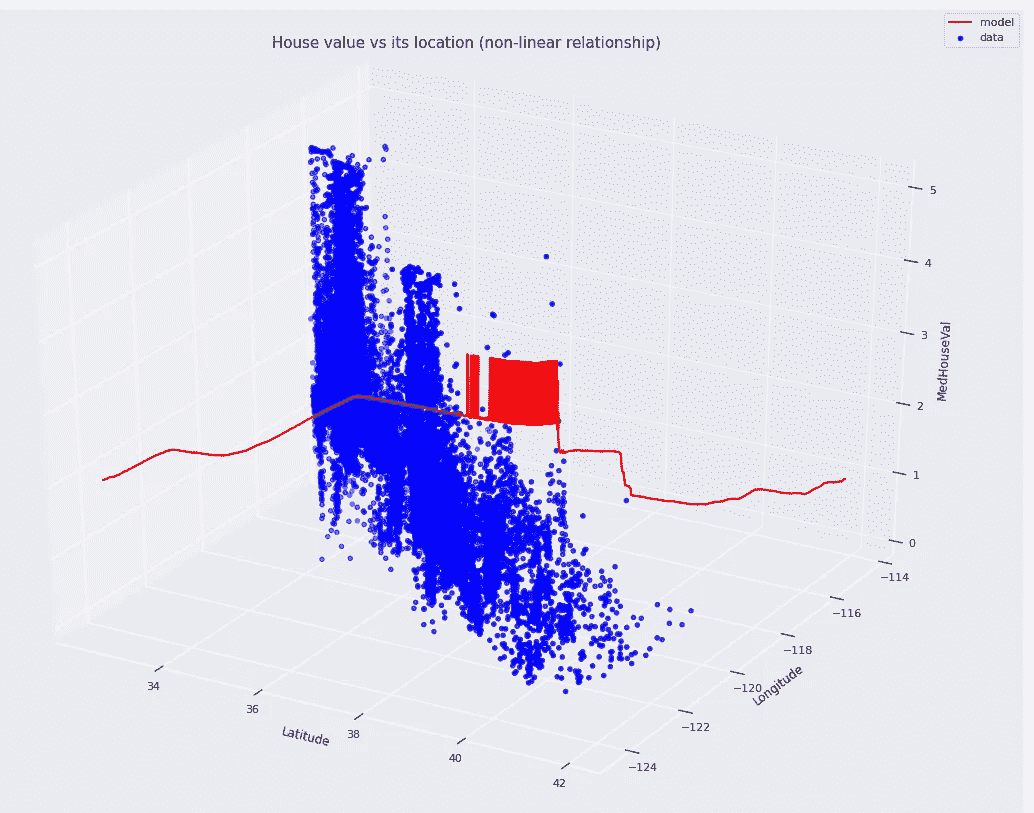 model
data
House value vs its location (non-linear relationship)
5
4
3
2
1
0
MedHouseVal
−114
−116
−118
−120
−122
−124
Longitude
34
36
38
40
42
Latitude